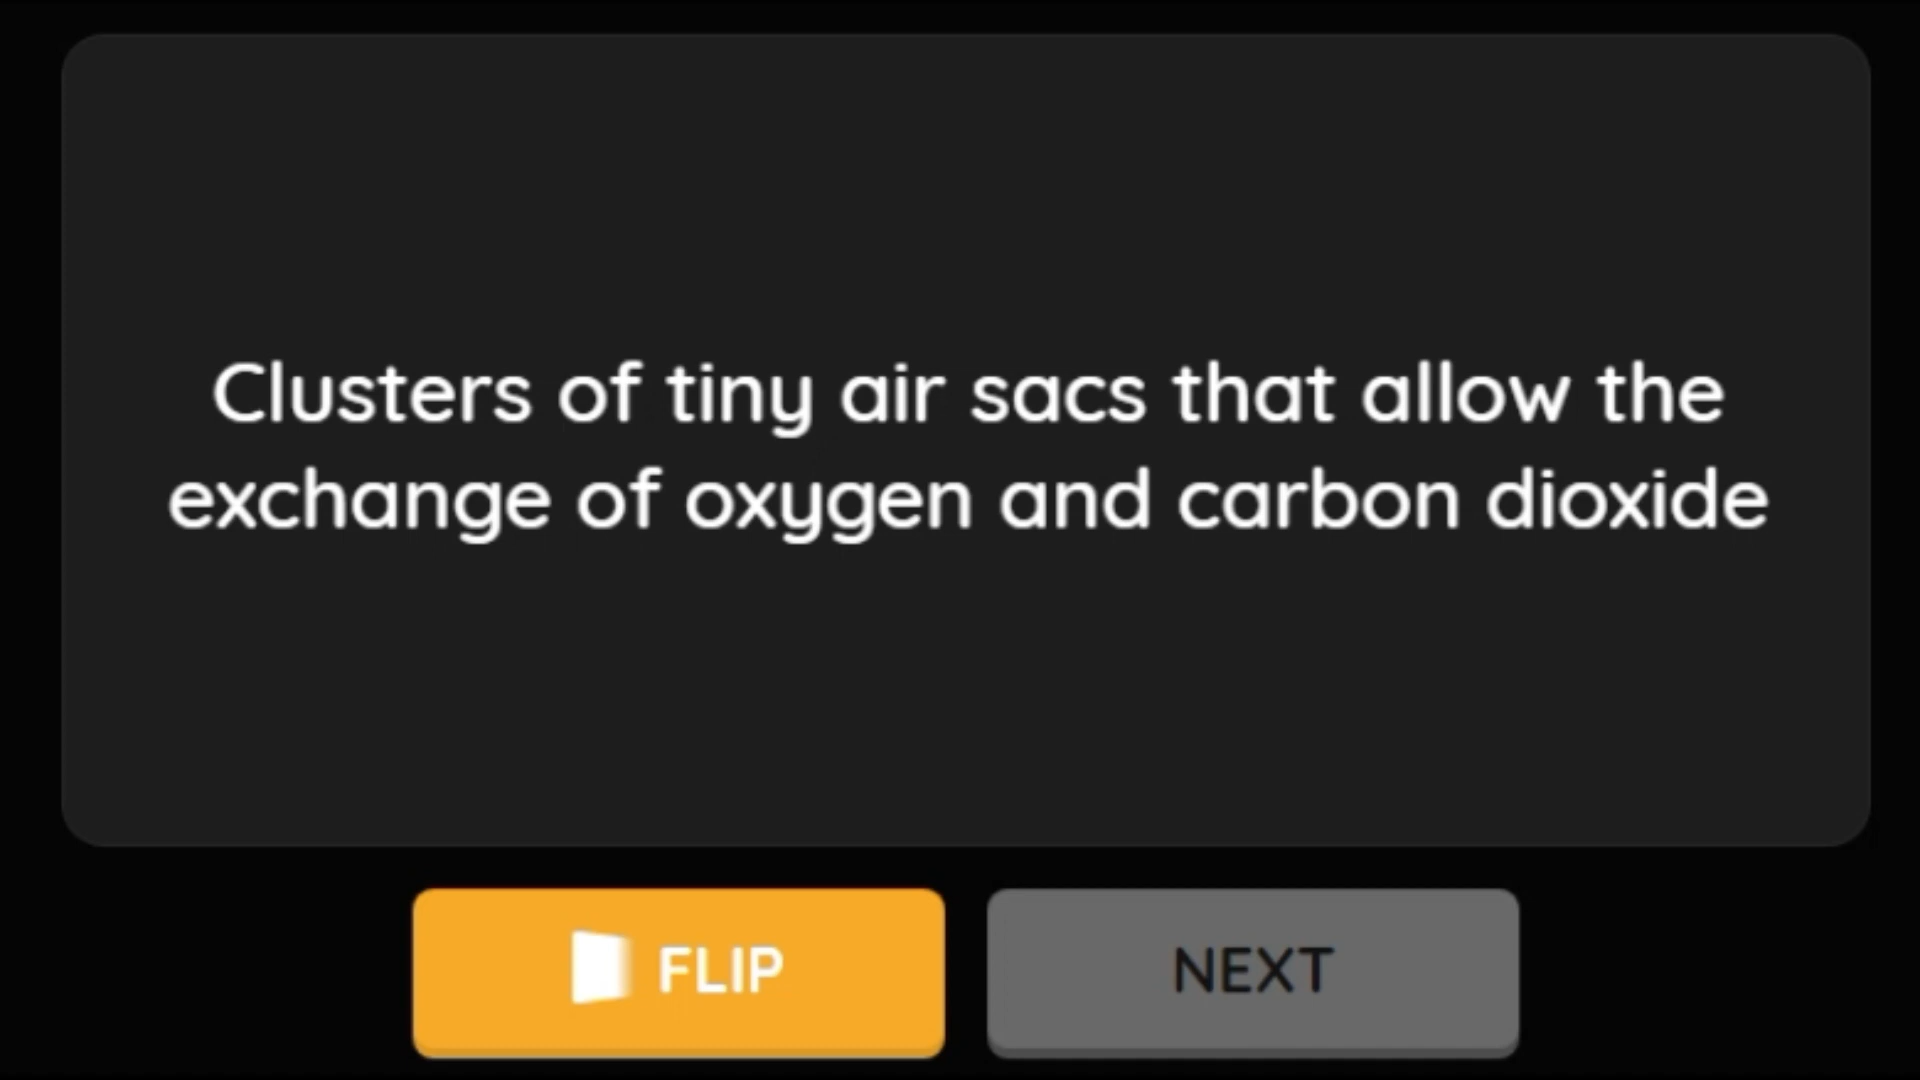 Clusters of tiny air sacs that allow the
exchange of oxygen and carbon dioxide
FLIP
NEXT